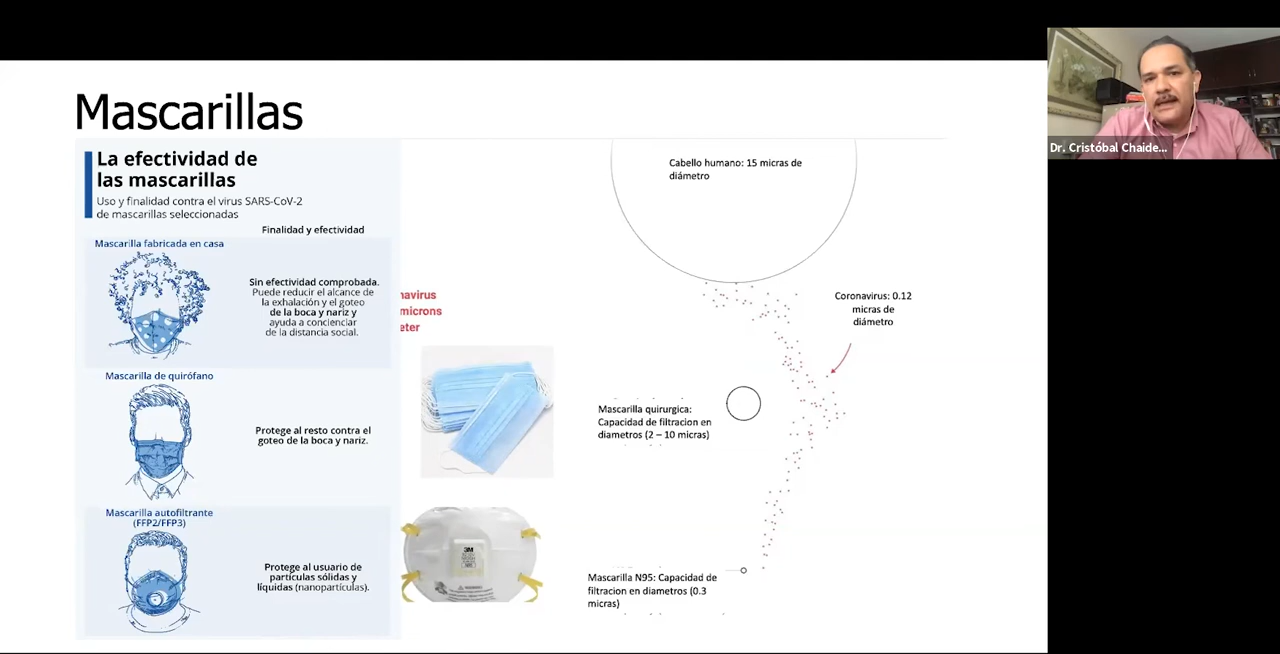 Mascarillas
La efectividad de
las mascarillas
Uso y finalidad contra el virus SARS-CoV-2
de mascarillas seleccionadas
Finalidad y efectividad
Mascarilla fabricada en casa
Sin efectividad comprobada.
Puede reducir el alcance de
la exhalación y el goteo
de la boca y nariz y
ayuda a concienciar
de la distancia social.
Mascarilla de quirófano
Protege al resto contra el
goteo de la boca y nariz.
Mascarilla autofiltrante
(FFP2/FFP3)
Protege al usuario de
partículas sólidas y
líquidas (nanopartículas).
navirus
microns
eter
3M
Cabello humano: 15 micras de
diámetro
Coronavirus: 0.12
micras de
diámetro
Mascarilla quirurgica:
Capacidad de filtracion en
diametros (2 – 10 micras)
Mascarilla N95: Capacidad de
filtracion en diametros (0.3
micras)
Dr. Cristóbal Chaide...